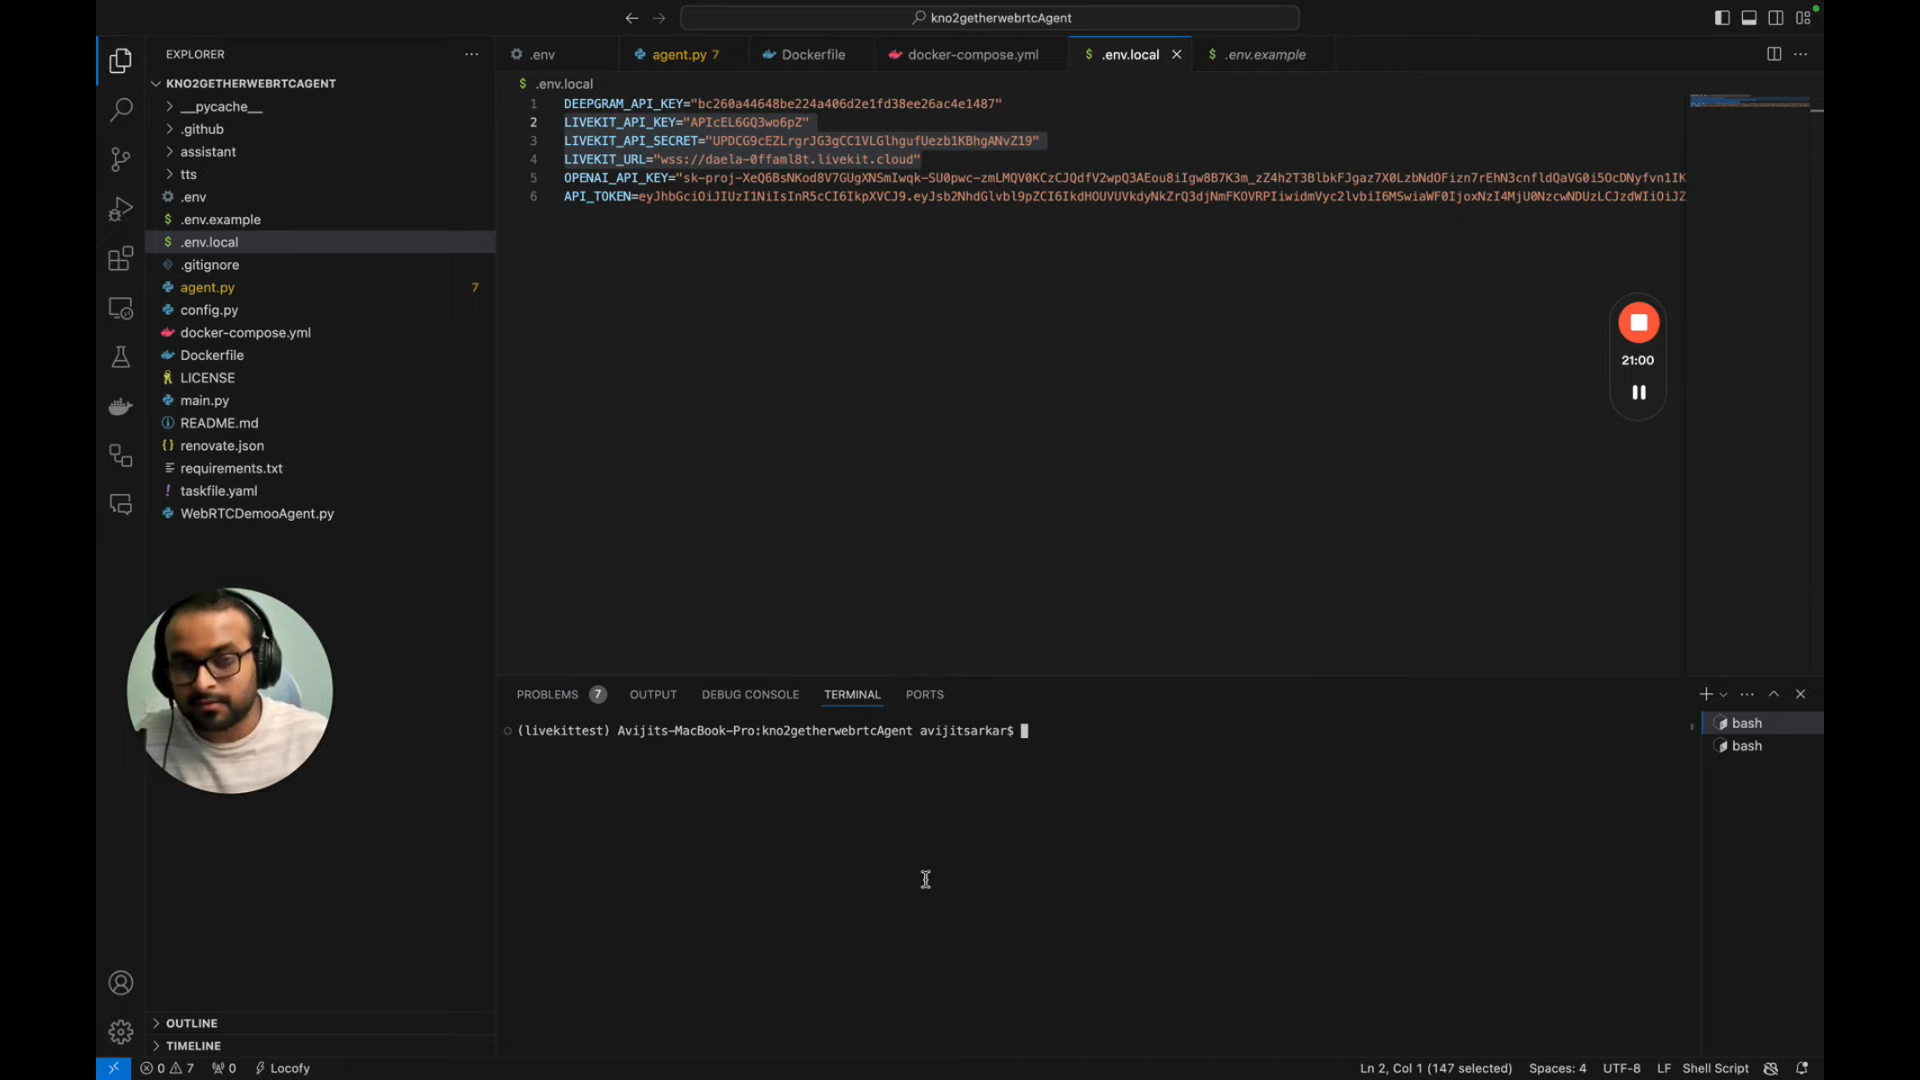 kno2getherwebrtcAgent
EXPLORER
.env
agent.py 7
Dockerfile
docker-compose.yml
.env.local
.env.example
KNO2GETHERWEBRTCAGENT
__pycache__
.github
assistant
tts
.env
.env.example
.env.local
.gitignore
agent.py 7
config.py
docker-compose.yml
Dockerfile
LICENSE
main.py
README.md
renovate.json
requirements.txt
taskfile.yaml
WebRTCDemooAgent.py
OUTLINE
TIMELINE
.env.local
1 DEEPGRAM_API_KEY="[redacted credential]"
2 LIVEKIT_API_KEY="[redacted credential]"
3 LIVEKIT_API_SECRET="[redacted credential]"
4 LIVEKIT_URL="wss://daela-0ffaml8t.livekit.cloud"
5 OPENAI_API_KEY="[redacted credential]
6 API_TOKEN=[redacted credential]
21:00
PROBLEMS 7 OUTPUT DEBUG CONSOLE TERMINAL PORTS
(livekittest) Avijits-MacBook-Pro:kno2getherwebrtcAgent avijitsarkar$
bash
bash
0 7 0 Locofy
Ln 2, Col 1 (147 selected) Spaces: 4 UTF-8 LF Shell Script